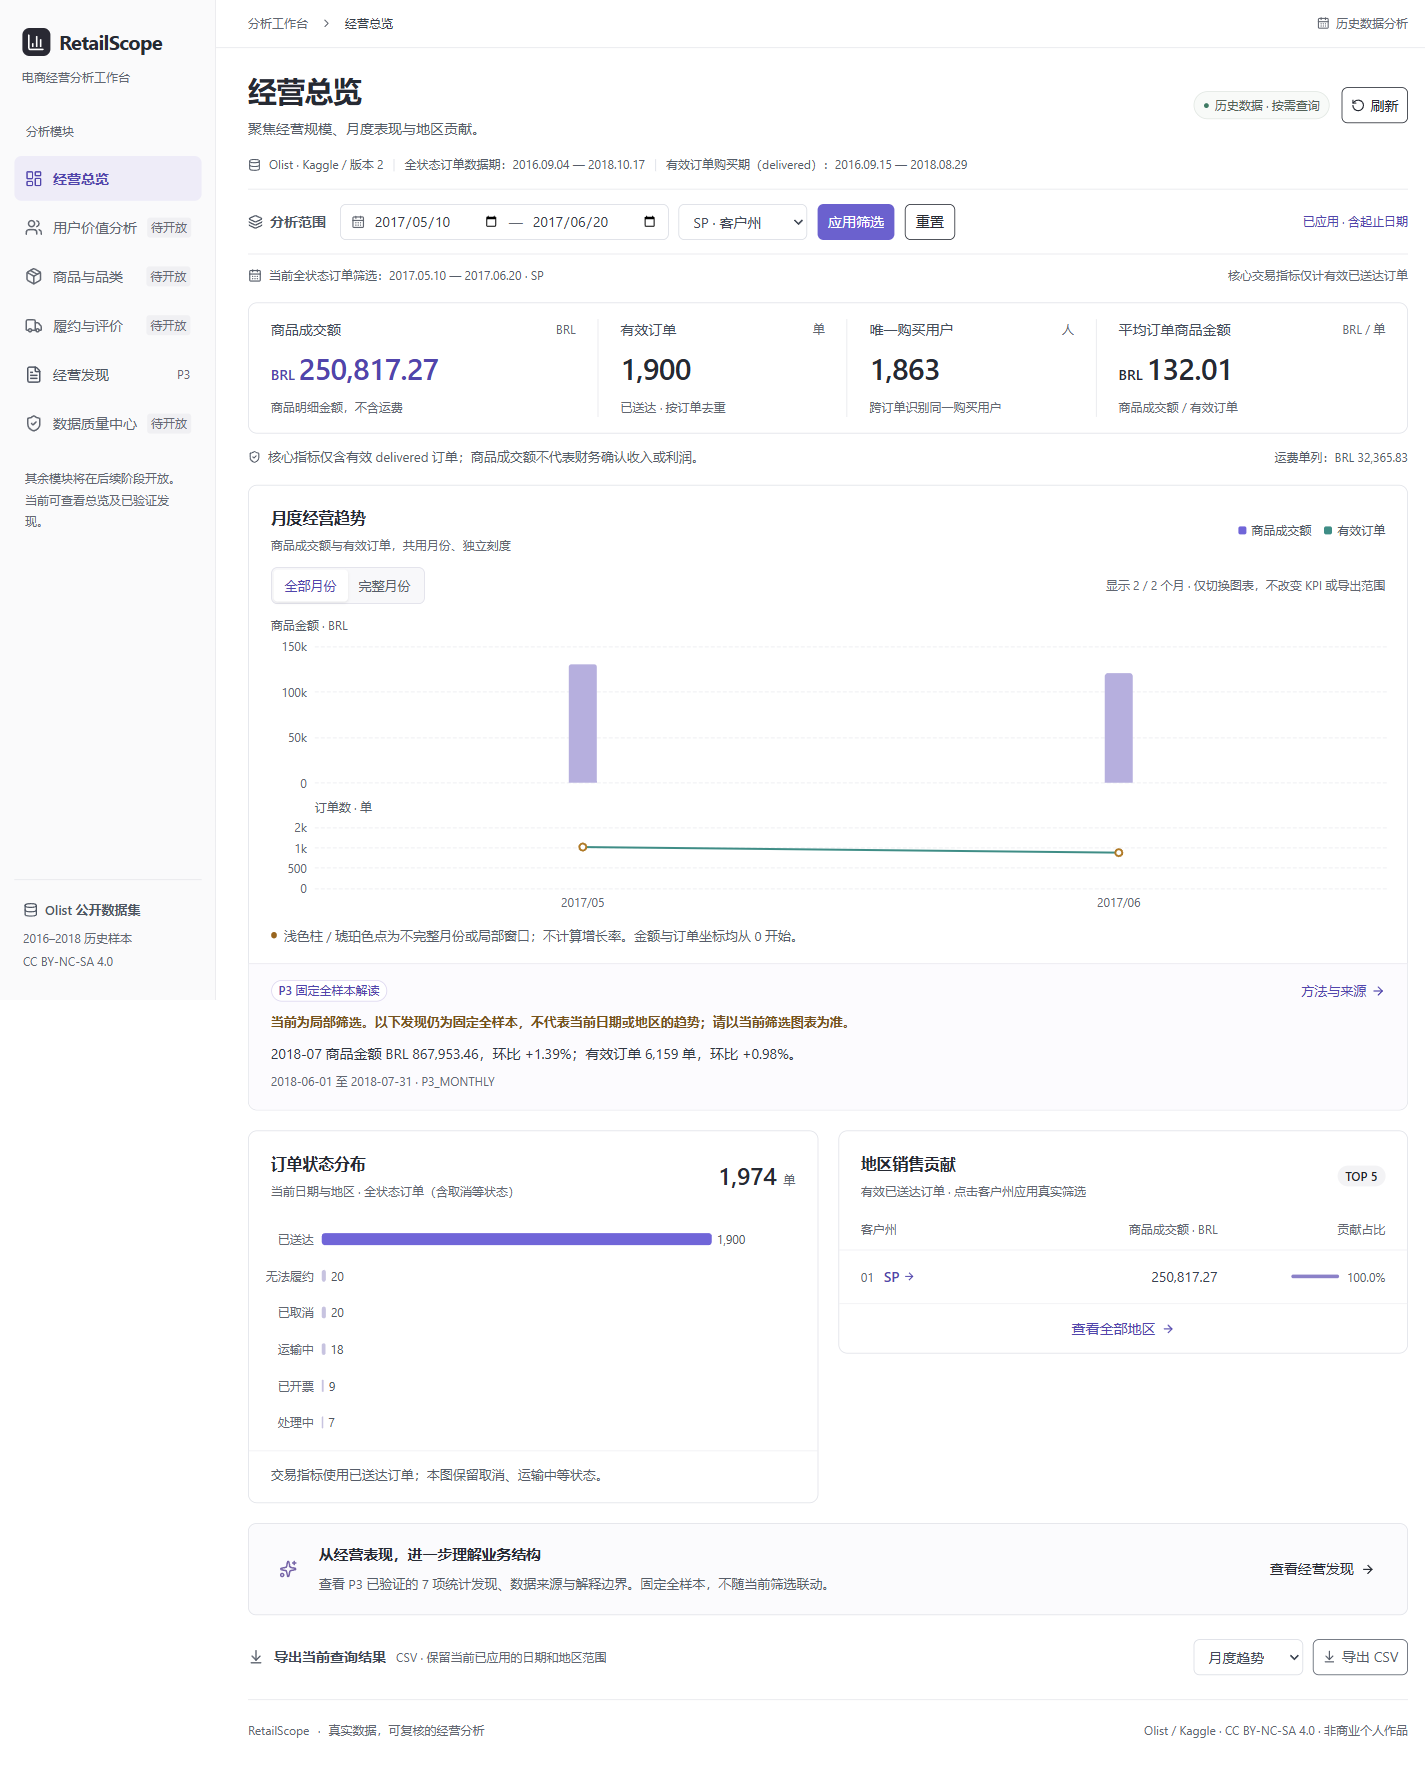 RetailScope
电商经营分析工作台
分析模块
经营总览
用户价值分析 待开放
商品与品类 待开放
履约与评价 待开放
经营发现 P3
数据质量中心 待开放
其余模块将在后续阶段开放。
当前可查看总览及已验证发
现。
Olist 公开数据集
2016–2018 历史样本
CC BY-NC-SA 4.0
分析工作台 > 经营总览 历史数据分析
经营总览
聚焦经营规模、月度表现与地区贡献。
历史数据 · 按需查询 刷新
Olist · Kaggle / 版本 2 全状态订单数据期：2016.09.04 — 2018.10.17 有效订单购买期（delivered）：2016.09.15 — 2018.08.29
分析范围 2017/05/10 — 2017/06/20 SP · 客户州 应用筛选 重置 已应用 · 含起止日期
当前全状态订单筛选：2017.05.10 — 2017.06.20 · SP 核心交易指标仅计有效已送达订单
商品成交额 BRL
BRL 250,817.27
商品明细金额，不含运费
有效订单 单
1,900
已送达 · 按订单去重
唯一购买用户 人
1,863
跨订单识别同一购买用户
平均订单商品金额 BRL / 单
BRL 132.01
商品成交额 / 有效订单
核心指标仅含有效 delivered 订单；商品成交额不代表财务确认收入或利润。 运费单列：BRL 32,365.83
月度经营趋势
商品成交额与有效订单，共用月份、独立刻度
商品成交额 有效订单
全部月份 完整月份 显示 2 / 2 个月 · 仅切换图表，不改变 KPI 或导出范围
商品金额 · BRL
150k
100k
50k
0
订单数 · 单
2k
1k
500
0
2017/05 2017/06
浅色柱 / 琥珀色点为不完整月份或局部窗口；不计算增长率。金额与订单坐标均从 0 开始。
P3 固定全样本解读 方法与来源 →
当前为局部筛选。以下发现仍为固定全样本，不代表当前日期或地区的趋势；请以当前筛选图表为准。
2018-07 商品金额 BRL 867,953.46，环比 +1.39%；有效订单 6,159 单，环比 +0.98%。
2018-06-01 至 2018-07-31 · P3_MONTHLY
订单状态分布
当前日期与地区 · 全状态订单（含取消等状态）
1,974 单
已送达 1,900
无法履约 20
已取消 20
运输中 18
已开票 9
处理中 7
交易指标使用已送达订单；本图保留取消、运输中等状态。
地区销售贡献
有效已送达订单 · 点击客户州应用真实筛选
TOP 5
客户州 商品成交额 · BRL 贡献占比
01 SP → 250,817.27 100.0%
查看全部地区 →
从经营表现，进一步理解业务结构
查看 P3 已验证的 7 项统计发现、数据来源与解释边界。固定全样本，不随当前筛选联动。
查看经营发现 →
导出当前查询结果 CSV · 保留当前已应用的日期和地区范围 月度趋势 导出 CSV
RetailScope · 真实数据，可复核的经营分析 Olist / Kaggle · CC BY-NC-SA 4.0 · 非商业个人作品